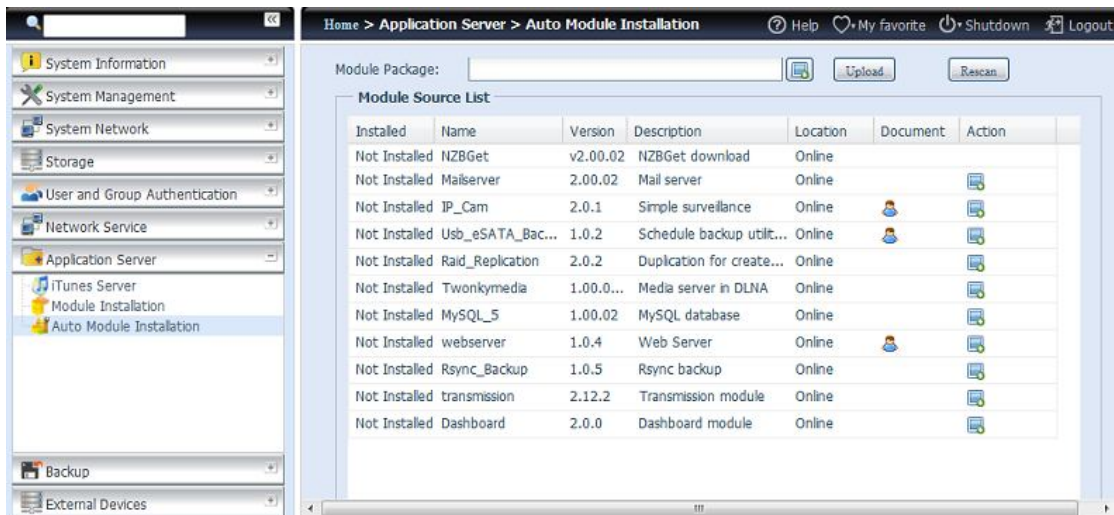 Home > Application Server > Auto Module Installation
Help My favorite Shutdown Logout
System Information
System Management
System Network
Storage
User and Group Authentication
Network Service
Application Server
iTunes Server
Module Installation
Auto Module Installation
Backup
External Devices
Module Package: Upload Rescan
Module Source List
Installed Name Version Description Location Document Action
Not Installed NZBGet v2.00.02 NZBGet download Online
Not Installed Mailserver 2.00.02 Mail server Online
Not Installed IP_Cam 2.0.1 Simple surveillance Online
Not Installed Usb_eSATA_Bac... 1.0.2 Schedule backup utilit... Online
Not Installed Raid_Replication 2.0.2 Duplication for create... Online
Not Installed Twonkymedia 1.00.0... Media server in DLNA Online
Not Installed MySQL_5 1.00.02 MySQL database Online
Not Installed webserver 1.0.4 Web Server Online
Not Installed Rsync_Backup 1.0.5 Rsync backup Online
Not Installed transmission 2.12.2 Transmission module Online
Not Installed Dashboard 2.0.0 Dashboard module Online